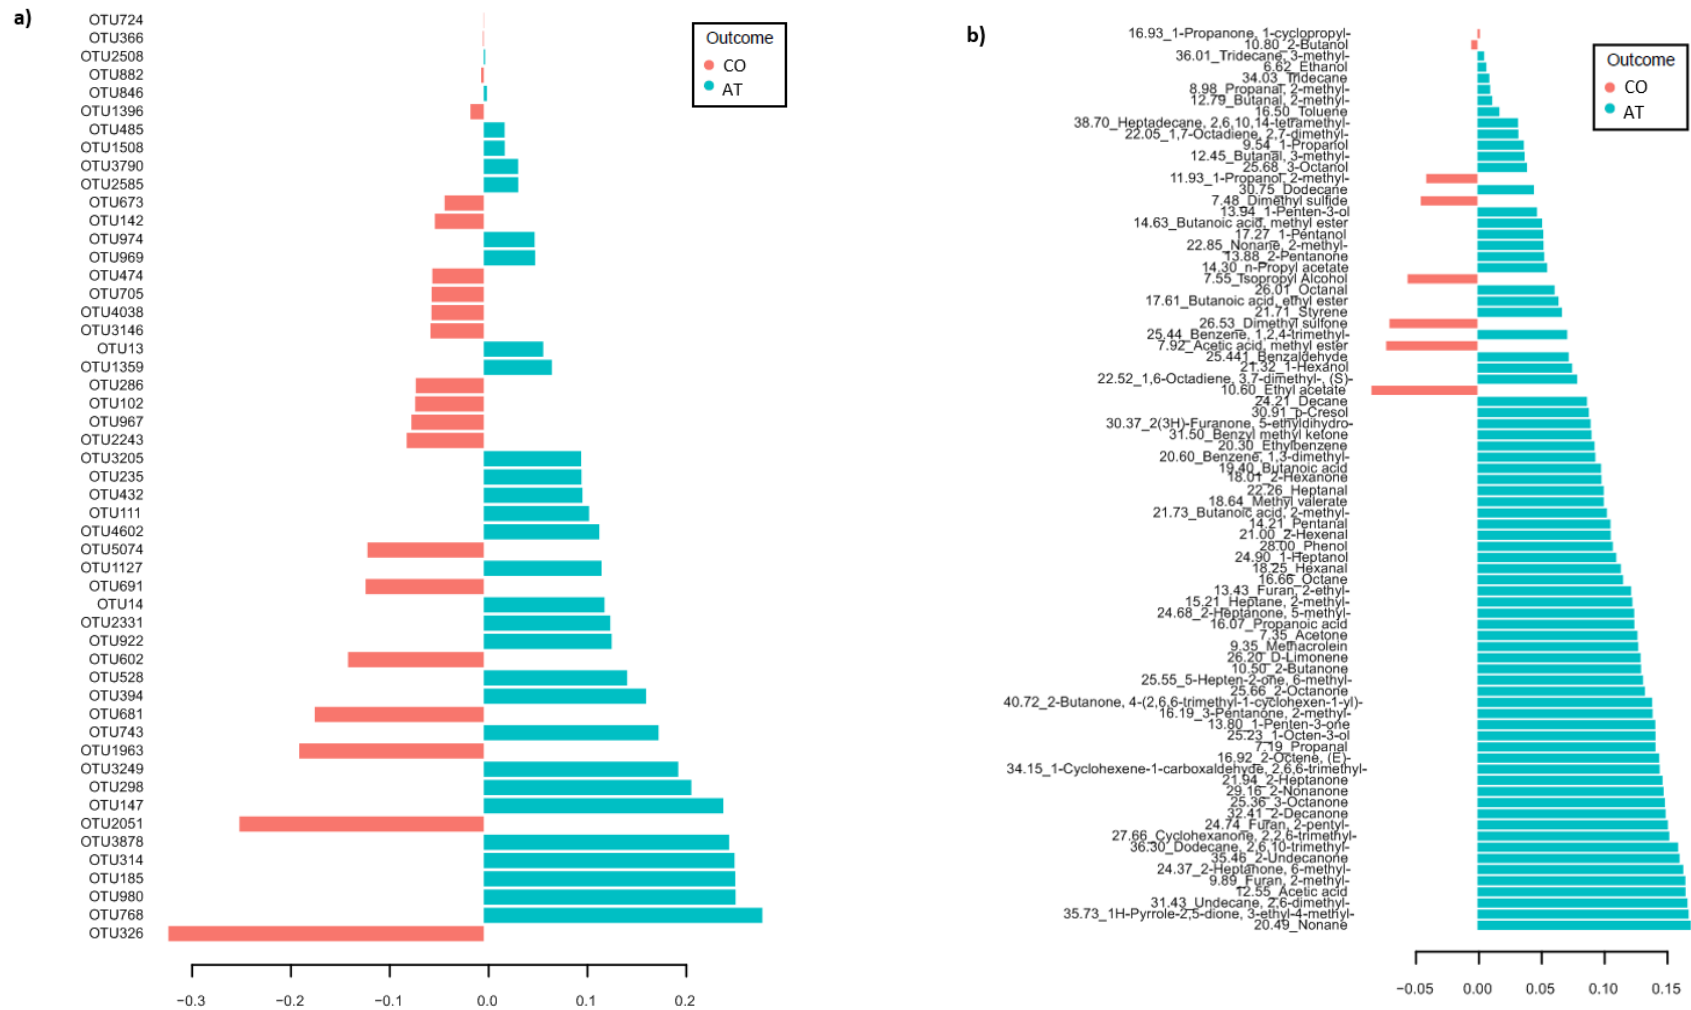 a)
OTU724
OTU366
OTU2508
OTU882
OTU846
OTU1396
OTU485
OTU1508
OTU3790
OTU2585
OTU673
OTU142
OTU974
OTU969
OTU474
OTU705
OTU4038
OTU3146
OTU13
OTU1359
OTU286
OTU102
OTU967
OTU2243
OTU3205
OTU235
OTU432
OTU111
OTU4602
OTU5074
OTU1127
OTU691
OTU14
OTU2331
OTU922
OTU602
OTU528
OTU394
OTU681
OTU743
OTU1963
OTU3249
OTU298
OTU147
OTU2051
OTU3878
OTU314
OTU185
OTU980
OTU768
OTU326
−0.3 −0.2 −0.1 0.0 0.1 0.2
Outcome
CO
AT
b)
16.93_1-Propanone, 1-cyclopropyl-
10.80_2-Butanol
36.01_Tridecane, 3-methyl-
6.62_Ethanol
34.03_Tridecane
8.98_Propanal, 2-methyl-
12.79_Butanal, 2-methyl-
16.50_Toluene
38.70_Heptadecane, 2,6,10,14-tetramethyl-
22.05_1,7-Octadiene, 2,7-dimethyl-
9.54_1-Propanol
12.45_Butanal, 3-methyl-
25.68_3-Octanol
11.93_1-Propanol, 2-methyl-
30.75_Dodecane
7.48_Dimethyl sulfide
13.94_1-Penten-3-ol
14.63_Butanoic acid, methyl ester
17.27_1-Pentanol
22.85_Nonane, 2-methyl-
13.88_2-Pentanone
14.30_n-Propyl acetate
7.55_Isopropyl Alcohol
26.01_Octanal
17.61_Butanoic acid, ethyl ester
21.71_Styrene
26.53_Dimethyl sulfone
25.44_Benzene, 1,2,4-trimethyl-
7.92_Acetic acid, methyl ester
25.441_Benzaldehyde
21.32_1-Hexanol
22.52_1,6-Octadiene, 3,7-dimethyl-, (S)-
10.60_Ethyl acetate
24.21_Decane
30.91_p-Cresol
30.37_2(3H)-Furanone, 5-ethyldihydro-
31.50_Benzyl methyl ketone
20.30_Ethylbenzene
20.60_Benzene, 1,3-dimethyl-
19.40_Butanoic acid
18.01_2-Hexanone
22.26_Heptanal
18.64_Methyl valerate
21.73_Butanoic acid, 2-methyl-
14.21_Pentanal
21.00_2-Hexenal
28.00_Phenol
24.90_1-Heptanol
18.25_Hexanal
16.66_Octane
13.43_Furan, 2-ethyl-
15.21_Heptane, 2-methyl-
24.68_2-Heptanone, 5-methyl-
16.07_Propanoic acid
7.35_Acetone
9.35_Methacrolein
26.20_D-Limonene
10.50_2-Butanone
25.55_5-Hepten-2-one, 6-methyl-
25.66_2-Octanone
40.72_2-Butanone, 4-(2,6,6-trimethyl-1-cyclohexen-1-yl)-
16.19_3-Pentanone, 2-methyl-
13.80_1-Penten-3-one
25.23_1-Octen-3-ol
7.19_Propanal
16.92_2-Octene, (E)-
34.15_1-Cyclohexene-1-carboxaldehyde, 2,6,6-trimethyl-
21.94_2-Heptanone
29.16_2-Nonanone
25.36_3-Octanone
32.41_2-Decanone
24.74_Furan, 2-pentyl-
27.66_Cyclohexanone, 2,2,6-trimethyl-
36.30_Dodecane, 2,6,10-trimethyl-
35.46_2-Undecanone
24.37_2-Heptanone, 6-methyl-
9.89_Furan, 2-methyl-
12.55_Acetic acid
31.43_Undecane, 2,6-dimethyl-
35.73_1H-Pyrrole-2,5-dione, 3-ethyl-4-methyl-
20.49_Nonane
−0.05 0.00 0.05 0.10 0.15
Outcome
CO
AT